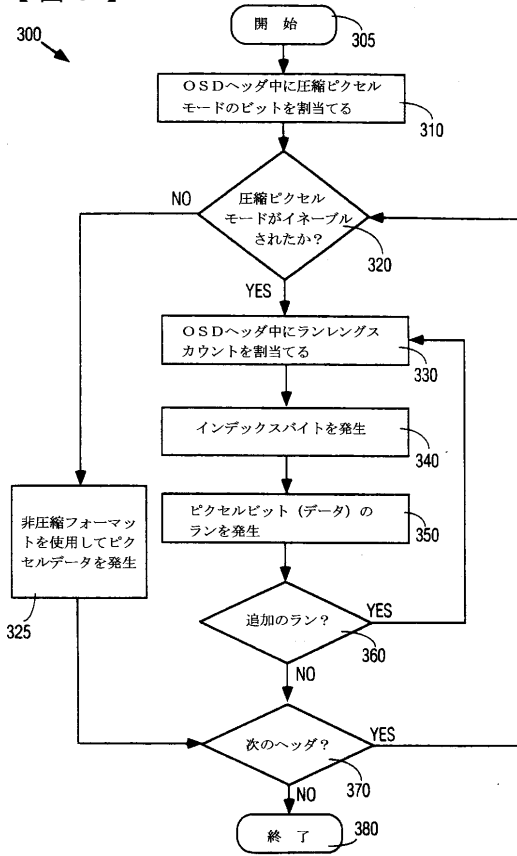 300
開 始
305
OSDヘッダ中に圧縮ピクセル
モードのビットを割当てる
310
NO
圧縮ピクセル
モードがイネーブル
されたか？
320
YES
OSDヘッダ中にランレングス
カウントを割当てる
330
インデックスバイトを発生
340
ピクセルビット（データ）の
ランを発生
350
非圧縮フォーマッ
トを使用してピク
セルデータを発生
325
追加のラン？
YES
360
NO
次のヘッダ？
YES
370
NO
終 了
380